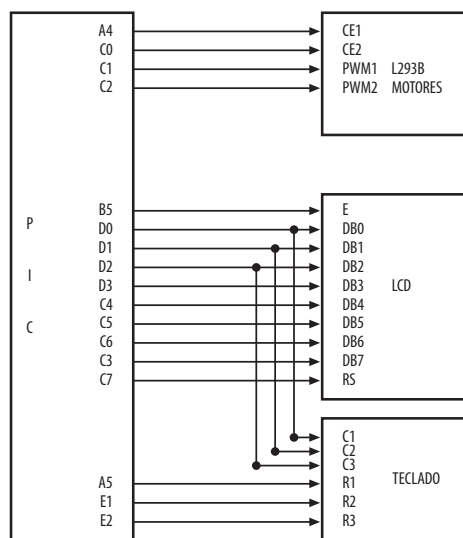 A4 CE1
C0 CE2
C1 PWM1 L293B
C2 PWM2 MOTORES
B5 E
P D0 DB0
D1 DB1
I D2 DB2
D3 DB3 LCD
C4 DB4
C C5 DB5
C6 DB6
C3 DB7
C7 RS
C1
C2
C3
A5 R1 TECLADO
E1 R2
E2 R3